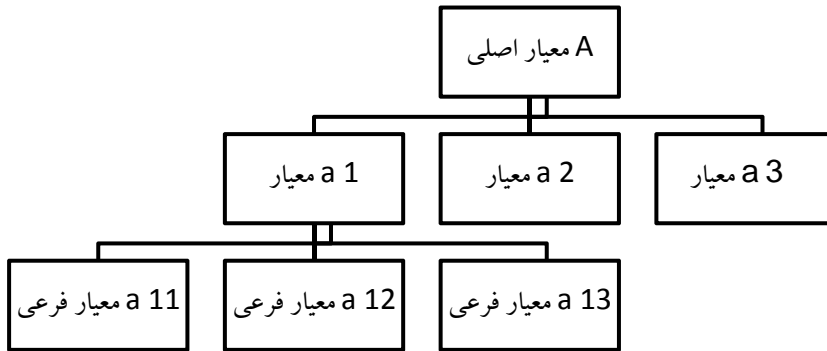 معیار اصلی A
معیار a 1
معیار a 2
معیار a 3
معیار فرعی a 11
معیار فرعی a 12
معیار فرعی a 13